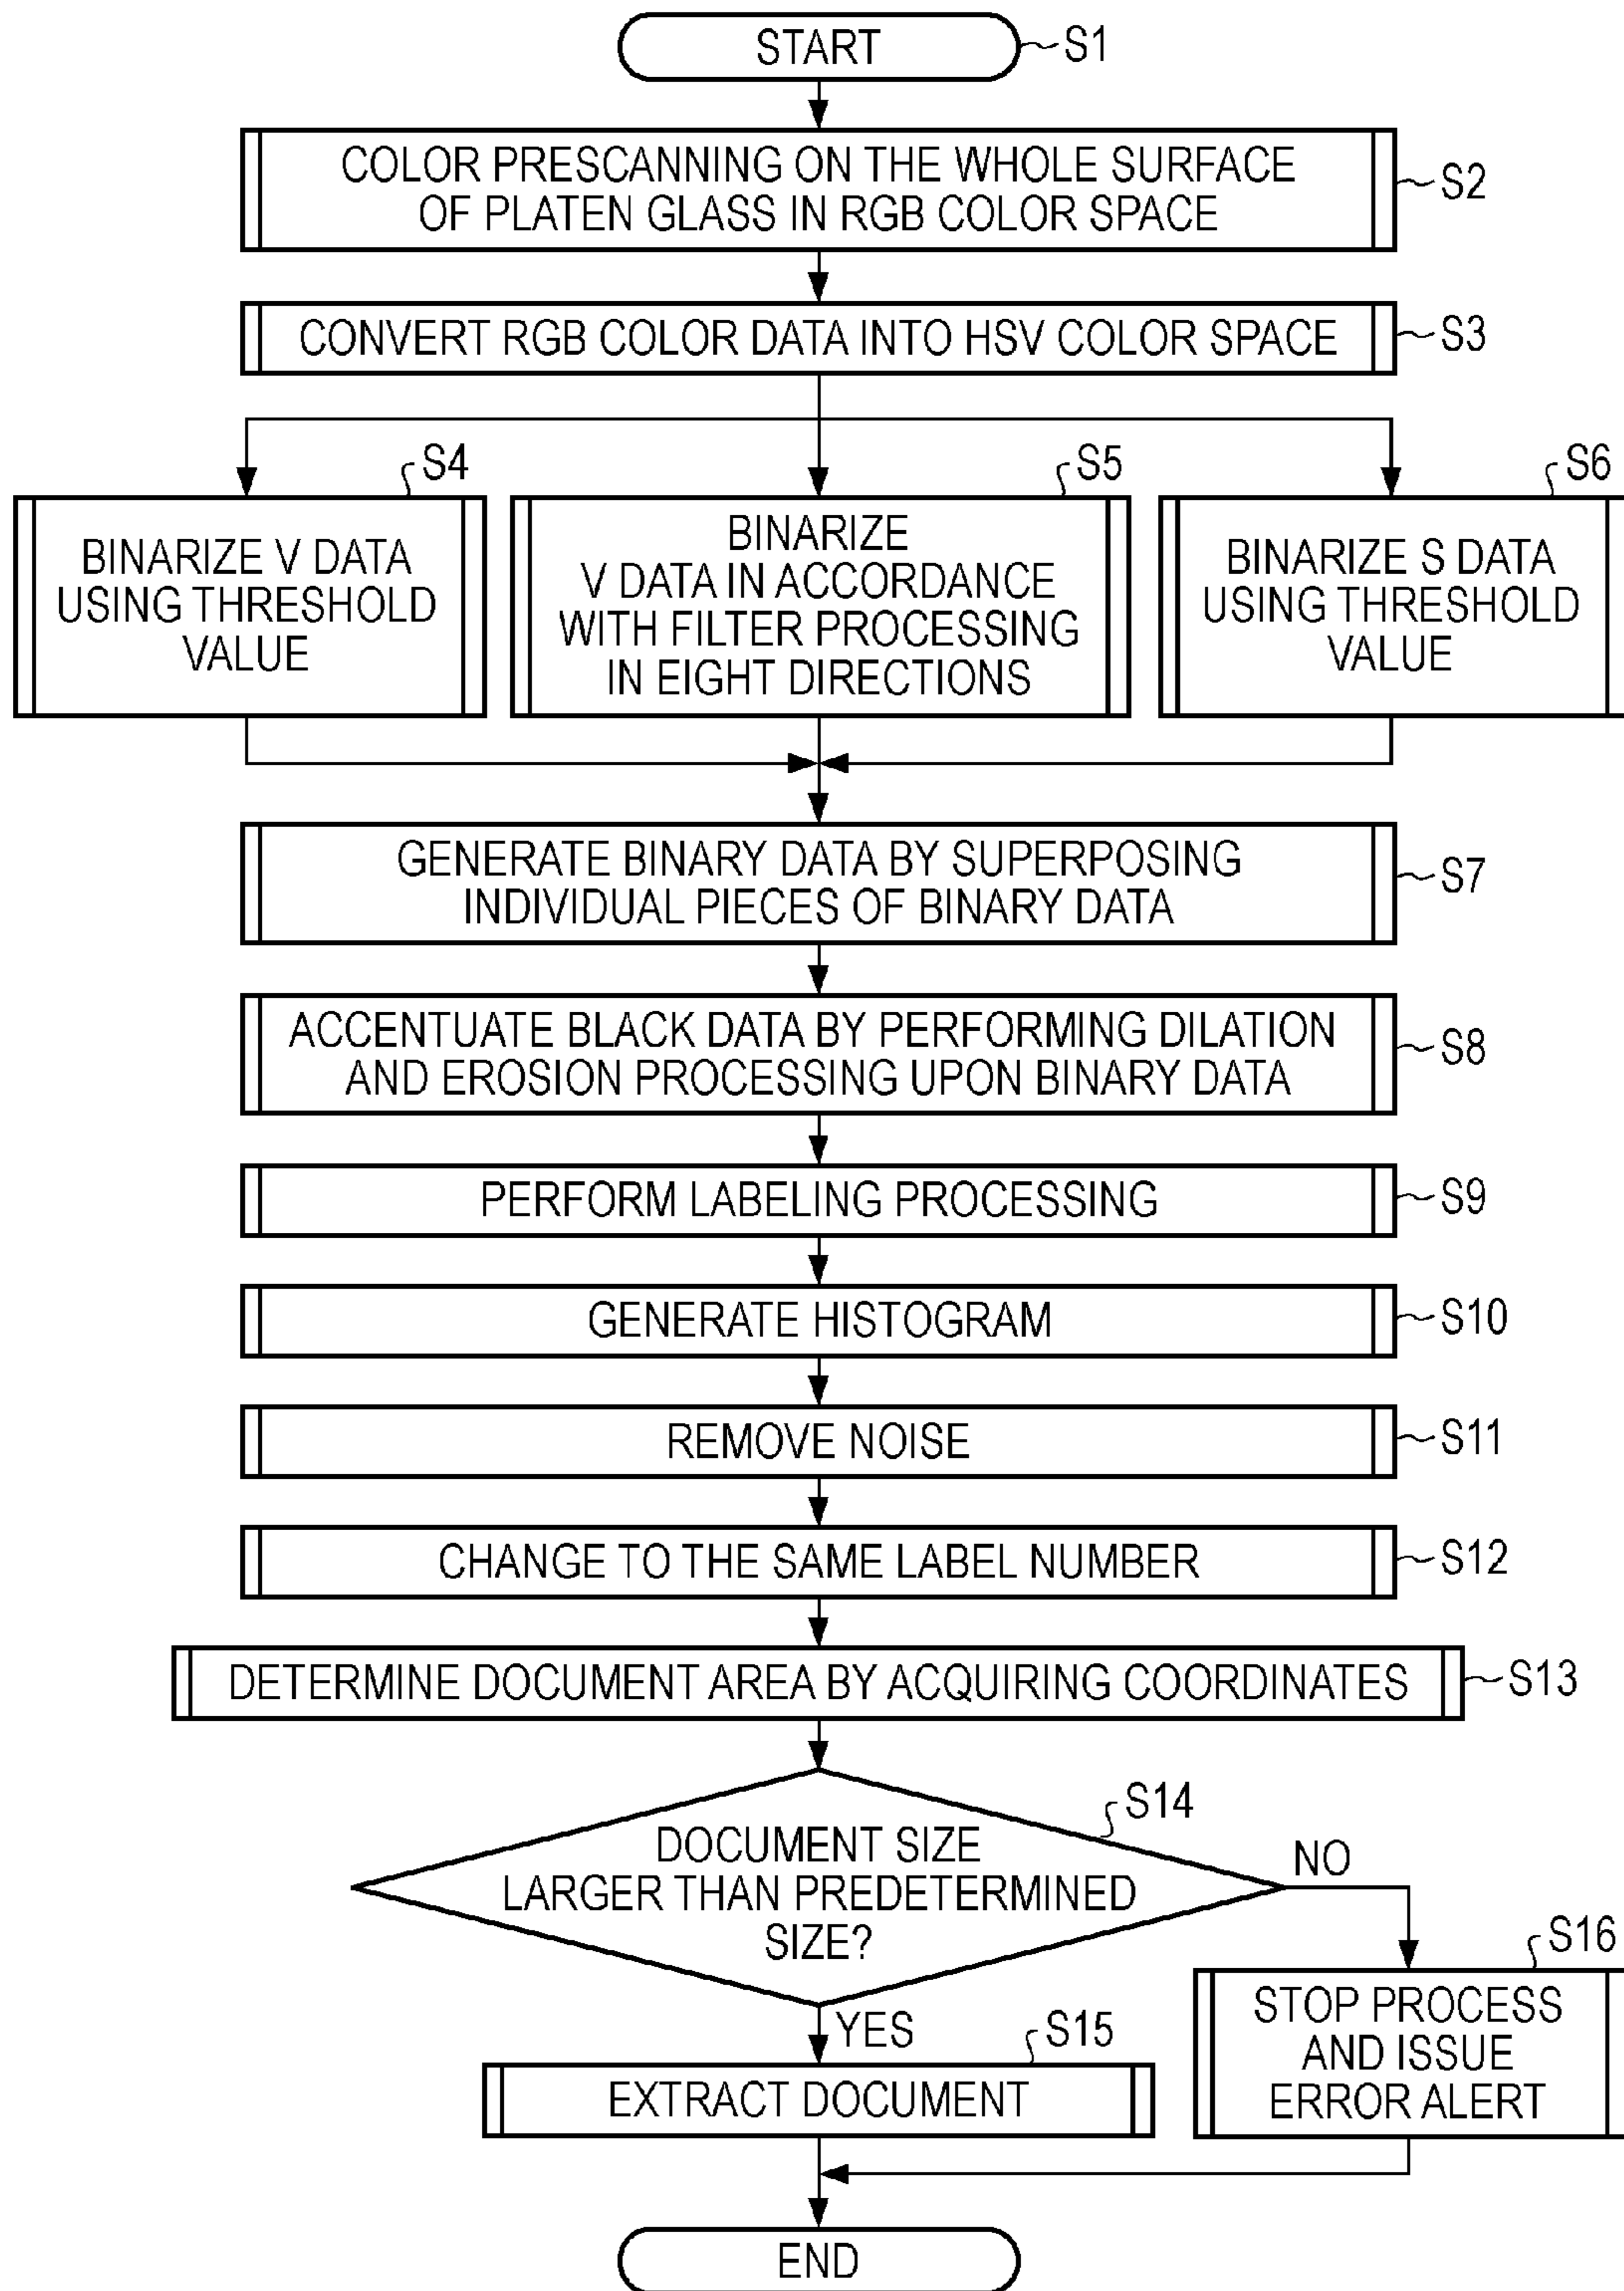 START
S1
COLOR PRESCANNING ON THE WHOLE SURFACE
OF PLATEN GLASS IN RGB COLOR SPACE
S2
CONVERT RGB COLOR DATA INTO HSV COLOR SPACE
S3
S4
BINARIZE V DATA
USING THRESHOLD
VALUE
S5
BINARIZE
V DATA IN ACCORDANCE
WITH FILTER PROCESSING
IN EIGHT DIRECTIONS
S6
BINARIZE S DATA
USING THRESHOLD
VALUE
GENERATE BINARY DATA BY SUPERPOSING
INDIVIDUAL PIECES OF BINARY DATA
S7
ACCENTUATE BLACK DATA BY PERFORMING DILATION
AND EROSION PROCESSING UPON BINARY DATA
S8
PERFORM LABELING PROCESSING
S9
GENERATE HISTOGRAM
S10
REMOVE NOISE
S11
CHANGE TO THE SAME LABEL NUMBER
S12
DETERMINE DOCUMENT AREA BY ACQUIRING COORDINATES
S13
S14
DOCUMENT SIZE
LARGER THAN PREDETERMINED
SIZE?
NO
YES
S15
EXTRACT DOCUMENT
S16
STOP PROCESS
AND ISSUE
ERROR ALERT
END